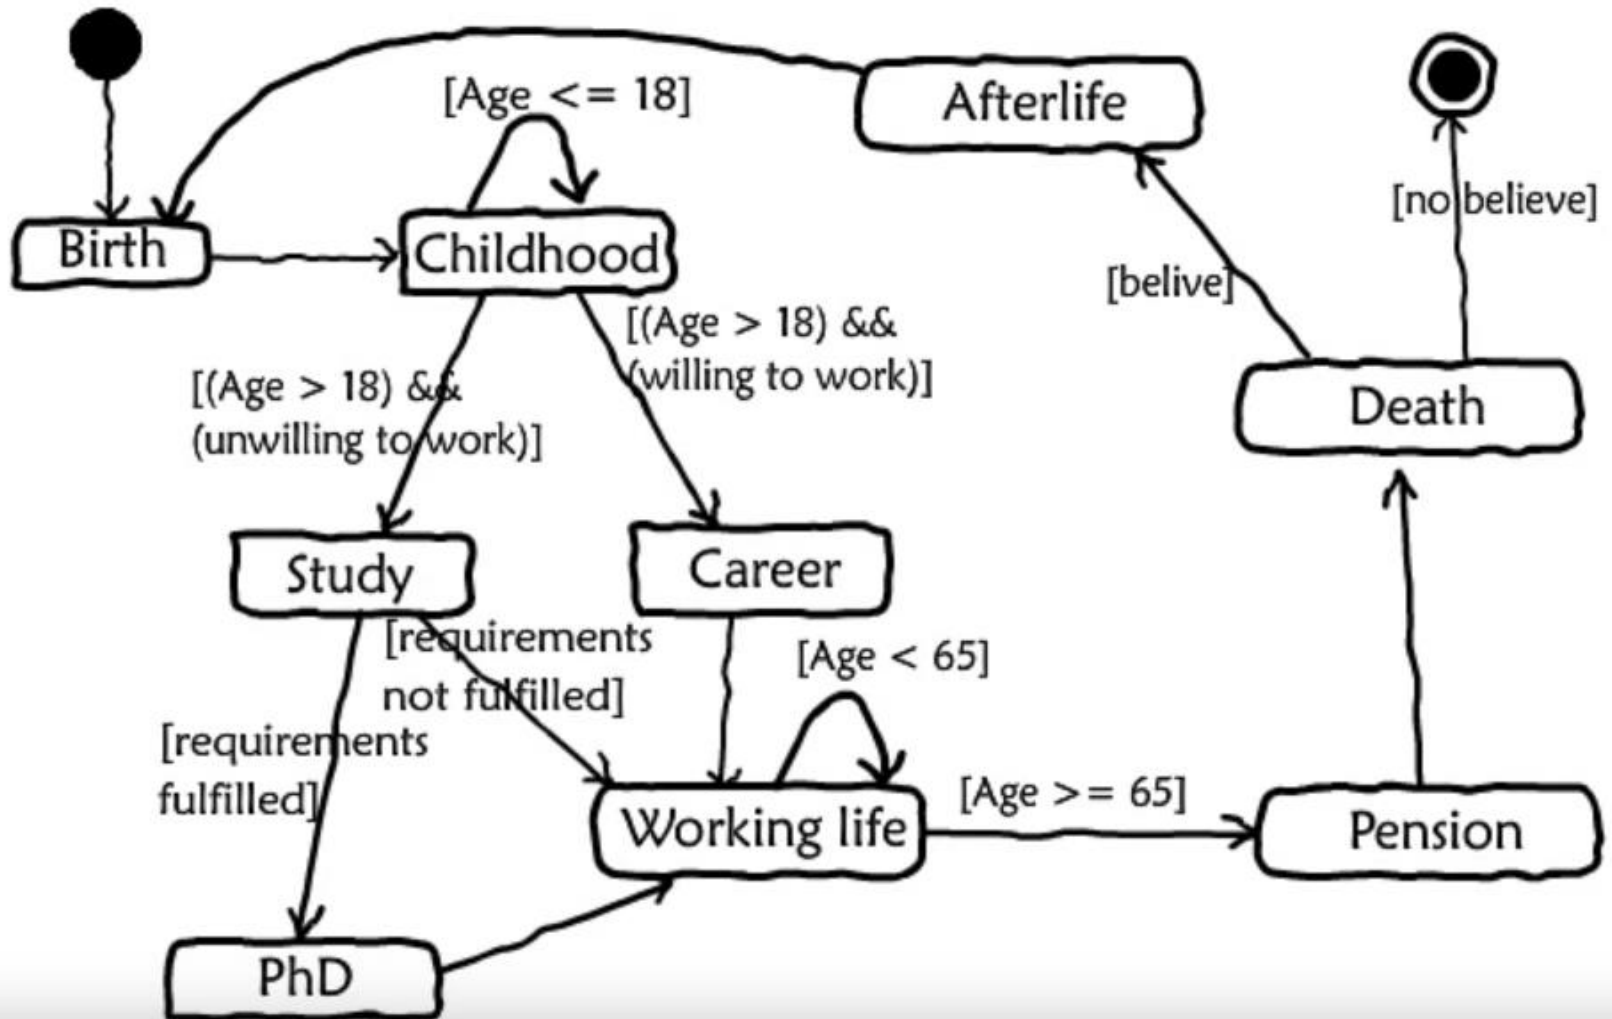 [Age <= 18]
Afterlife
[no believe]
Birth
Childhood
[belive]
[(Age > 18) &&
(willing to work)]
[(Age > 18) &&
(unwilling to work)]
Death
Study
Career
[requirements
not fulfilled]
[Age < 65]
[requirements
fulfilled]
Working life
[Age >= 65]
Pension
PhD